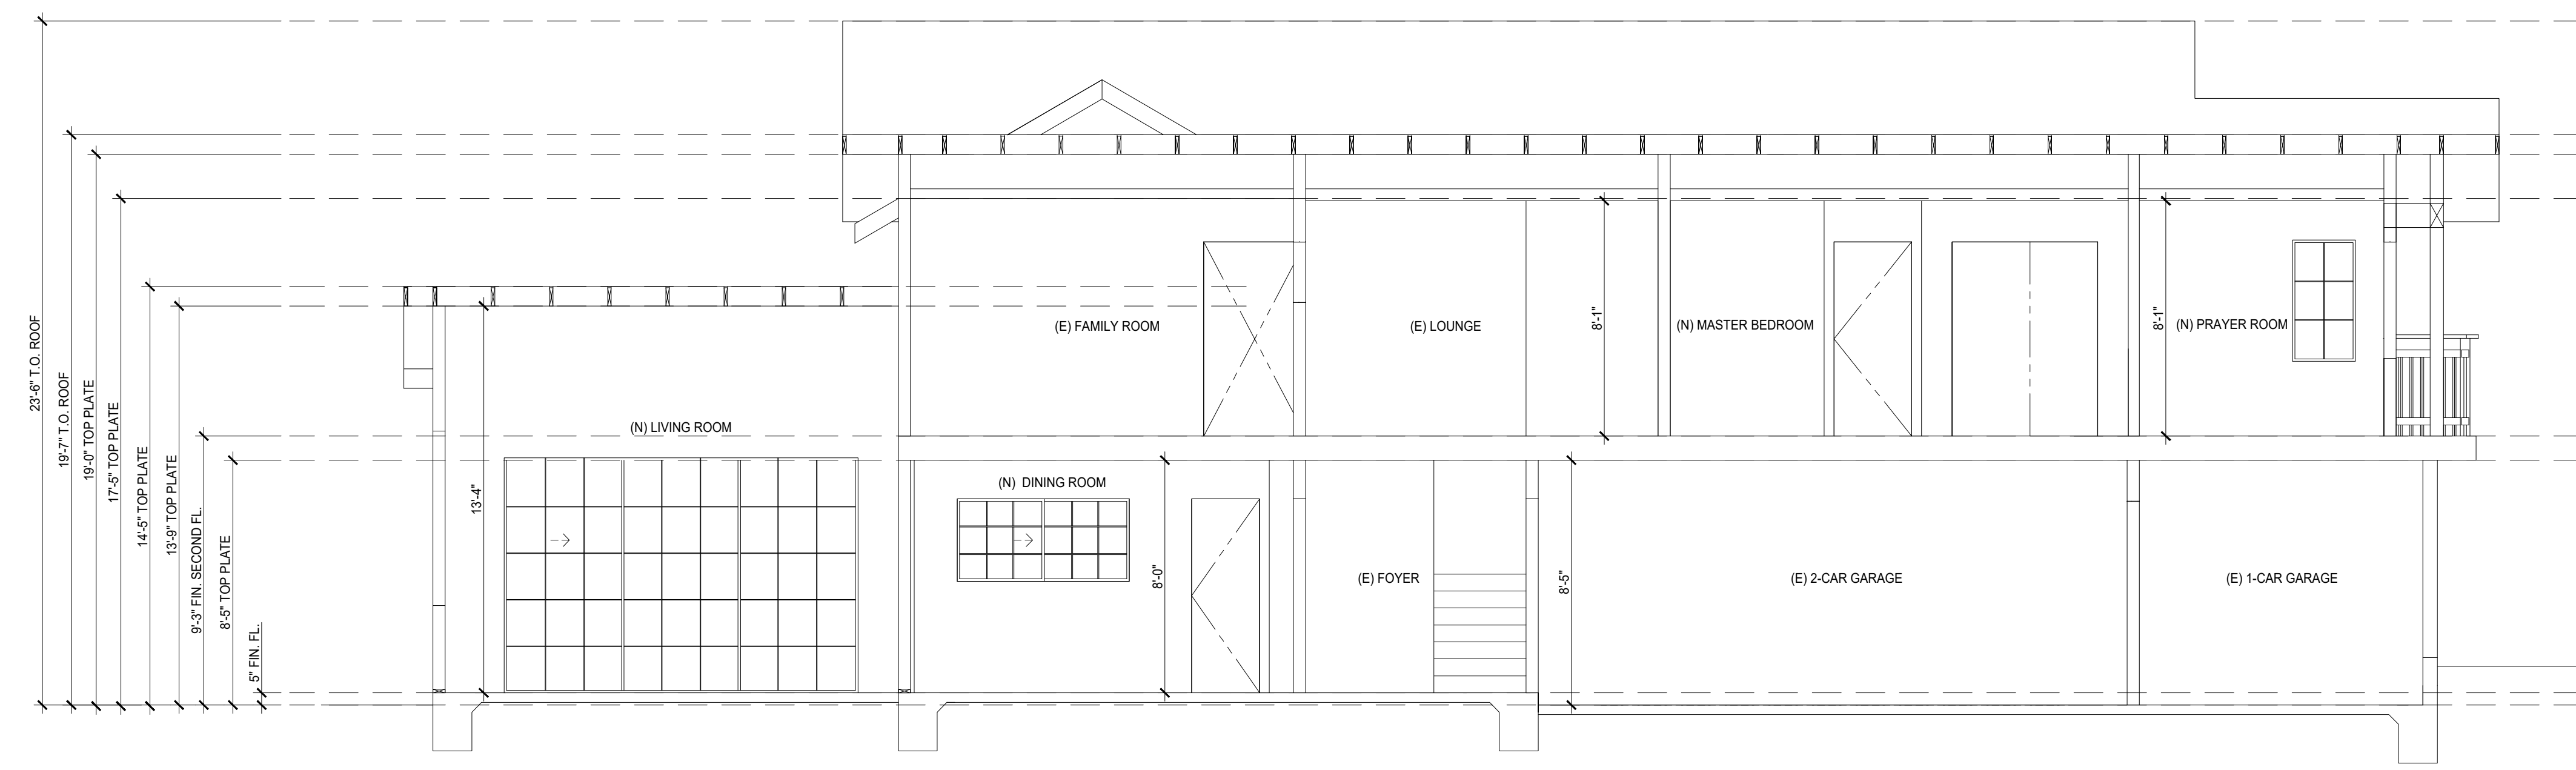 23'-6" T.O. ROOF
19'-7" T.O. ROOF
19'-0" TOP PLATE
17'-5" TOP PLATE
14'-5" TOP PLATE
13'-9" TOP PLATE
9'-3" FIN. SECOND FL.
8'-5" TOP PLATE
5" FIN. FL.
(E) FAMILY ROOM
(E) LOUNGE
8'-1"
(N) MASTER BEDROOM
8'-1"
(N) PRAYER ROOM
(N) LIVING ROOM
13'-4"
(N) DINING ROOM
8'-0"
(E) FOYER
8'-5"
(E) 2-CAR GARAGE
(E) 1-CAR GARAGE